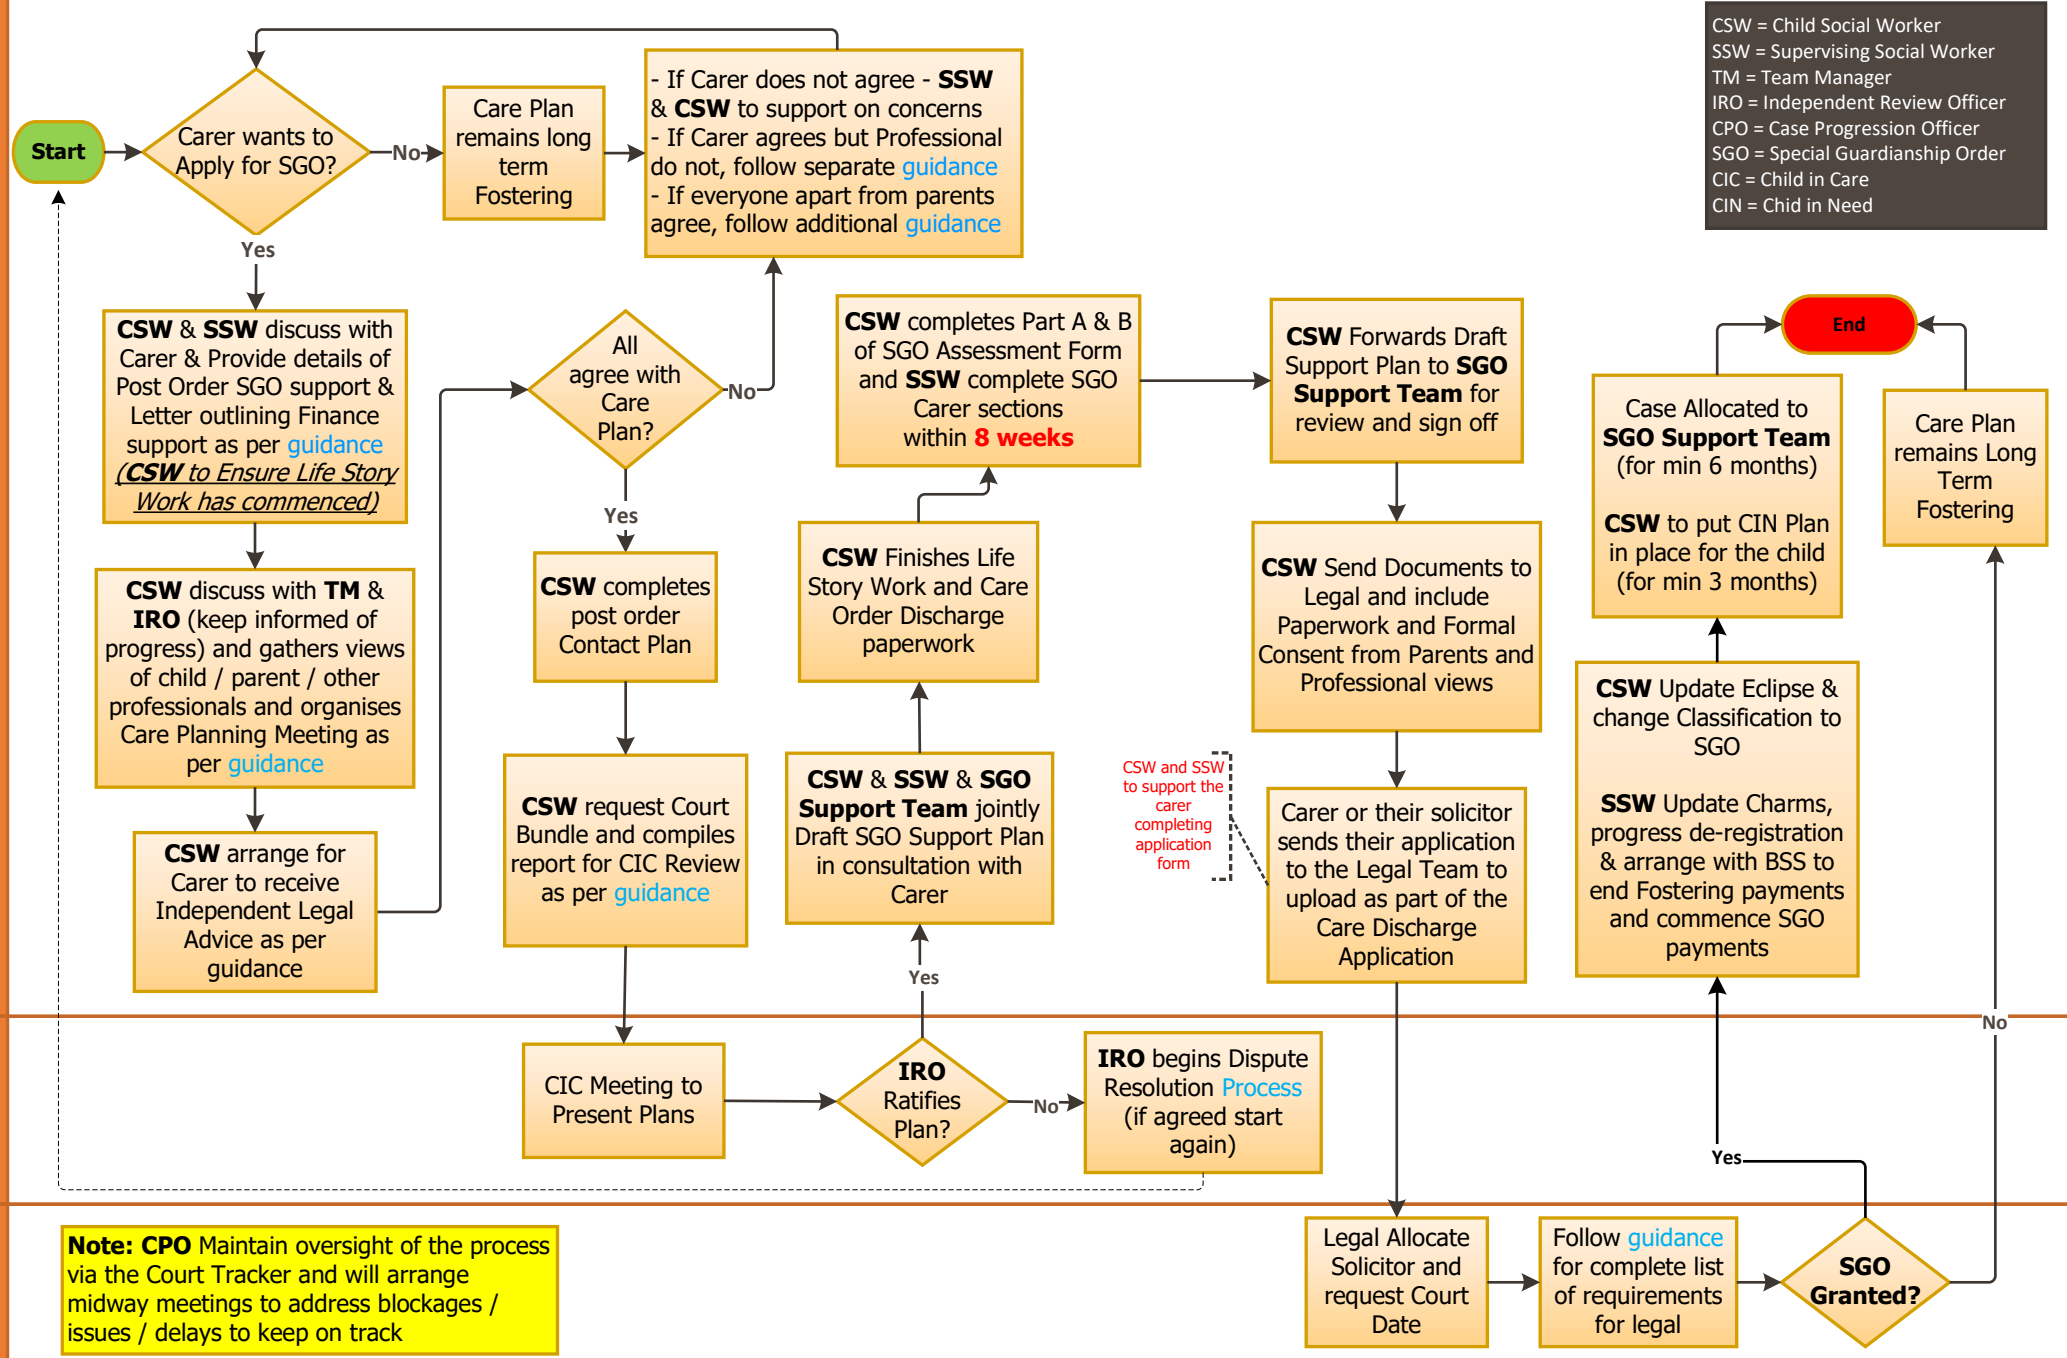 CSW = Child Social Worker
SSW = Supervising Social Worker
TM = Team Manager
IRO = Independent Review Officer
CPO = Case Progression Officer
SGO = Special Guardianship Order
CIC = Child in Care
CIN = Chid in Need
Start
Carer wants to
Apply for SGO?
No
Care Plan
remains long
term
Fostering
- If Carer does not agree - SSW
& CSW to support on concerns
- If Carer agrees but Professional
do not, follow separate guidance
- If everyone apart from parents
agree, follow additional guidance
Yes
CSW & SSW discuss with
Carer & Provide details of
Post Order SGO support &
Letter outlining Finance
support as per guidance
(CSW to Ensure Life Story
Work has commenced)
CSW discuss with TM &
IRO (keep informed of
progress) and gathers views
of child / parent / other
professionals and organises
Care Planning Meeting as
per guidance
CSW arrange for
Carer to receive
Independent Legal
Advice as per
guidance
All
agree with
Care
Plan?
No
Yes
CSW completes
post order
Contact Plan
CSW request Court
Bundle and compiles
report for CIC Review
as per guidance
CIC Meeting to
Present Plans
IRO
Ratifies
Plan?
No
IRO begins Dispute
Resolution Process
(if agreed start
again)
Yes
CSW & SSW & SGO
Support Team jointly
Draft SGO Support Plan
in consultation with
Carer
CSW Finishes Life
Story Work and Care
Order Discharge
paperwork
CSW completes Part A & B
of SGO Assessment Form
and SSW complete SGO
Carer sections
within 8 weeks
CSW Forwards Draft
Support Plan to SGO
Support Team for
review and sign off
CSW Send Documents to
Legal and include
Paperwork and Formal
Consent from Parents and
Professional views
CSW and SSW
to support the
carer
completing
application
form
Carer or their solicitor
sends their application
to the Legal Team to
upload as part of the
Care Discharge
Application
Legal Allocate
Solicitor and
request Court
Date
Follow guidance
for complete list
of requirements
for legal
SGO
Granted?
Yes
CSW Update Eclipse &
change Classification to
SGO
SSW Update Charms,
progress de-registration
& arrange with BSS to
end Fostering payments
and commence SGO
payments
Case Allocated to
SGO Support Team
(for min 6 months)
CSW to put CIN Plan
in place for the child
(for min 3 months)
End
No
Care Plan
remains Long
Term
Fostering
Note: CPO Maintain oversight of the process
via the Court Tracker and will arrange
midway meetings to address blockages /
issues / delays to keep on track